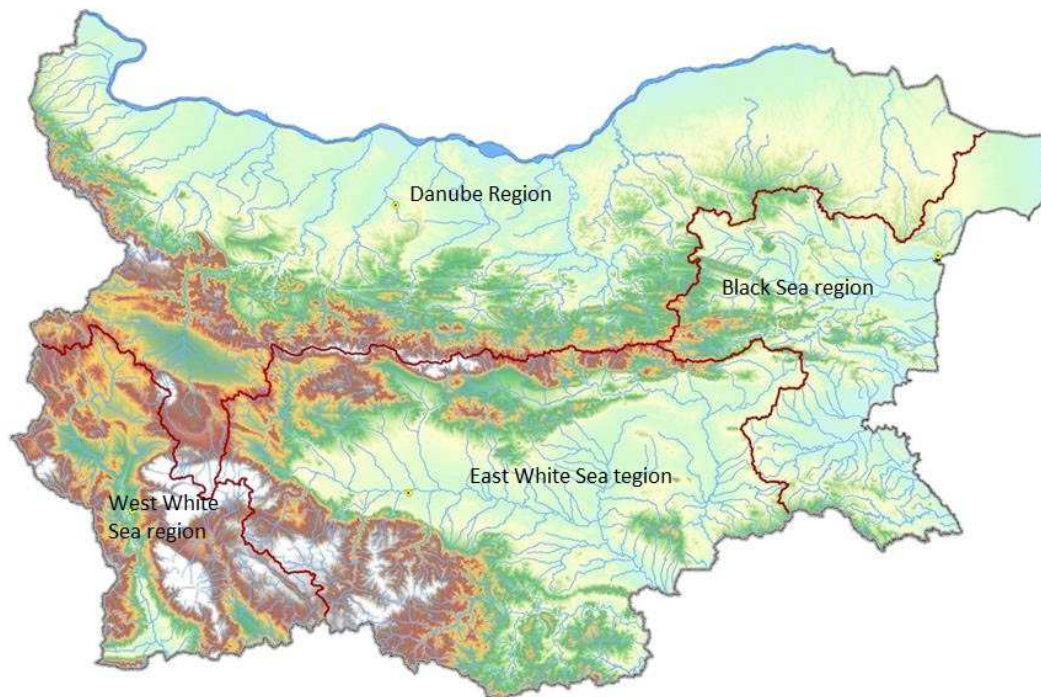 Danube Region
Black Sea region
East White Sea tegion
West White
Sea region